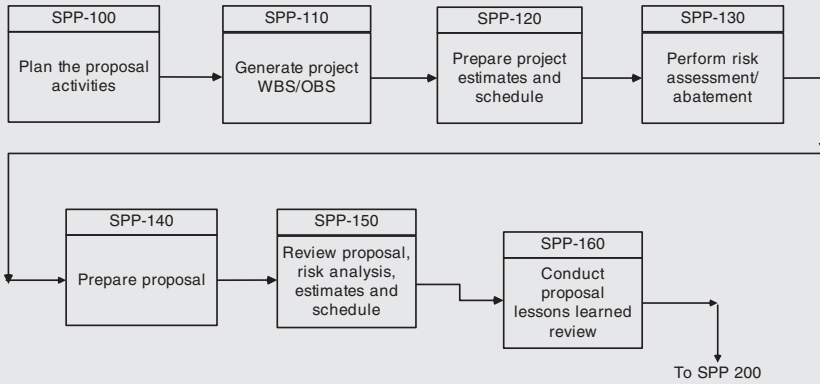 SPP-100
Plan the proposal
activities
SPP-110
Generate project
WBS/OBS
SPP-120
Prepare project
estimates and
schedule
SPP-130
Perform risk
assessment/
abatement
SPP-140
Prepare proposal
SPP-150
Review proposal,
risk analysis,
estimates and
schedule
SPP-160
Conduct
proposal
lessons learned
review
To SPP 200